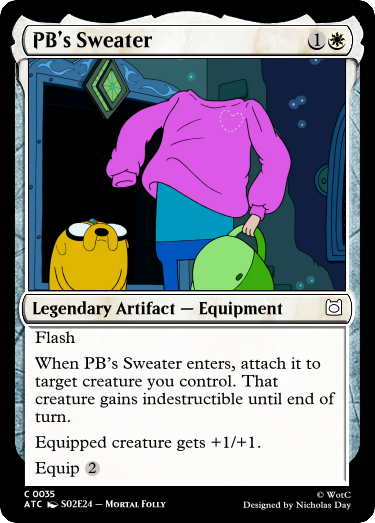 PB's Sweater 1
Legendary Artifact — Equipment
Flash
When PB's Sweater enters, attach it to
target creature you control. That
creature gains indestructible until end of
turn.
Equipped creature gets +1/+1.
Equip 2
C 0035 © WotC
ATC S02E24 – Mortal Folly Designed by Nicholas Day